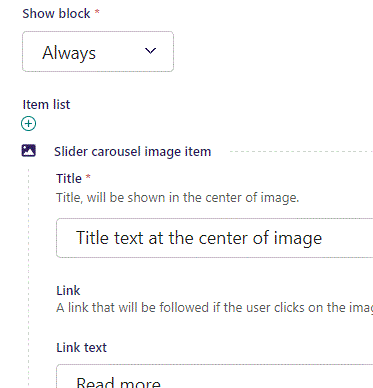 Show block *
Always
Item list
Slider carousel image item
Title *
Title, will be shown in the center of image.
Title text at the center of image
Link
A link that will be followed if the user clicks on the
Link text
Read more